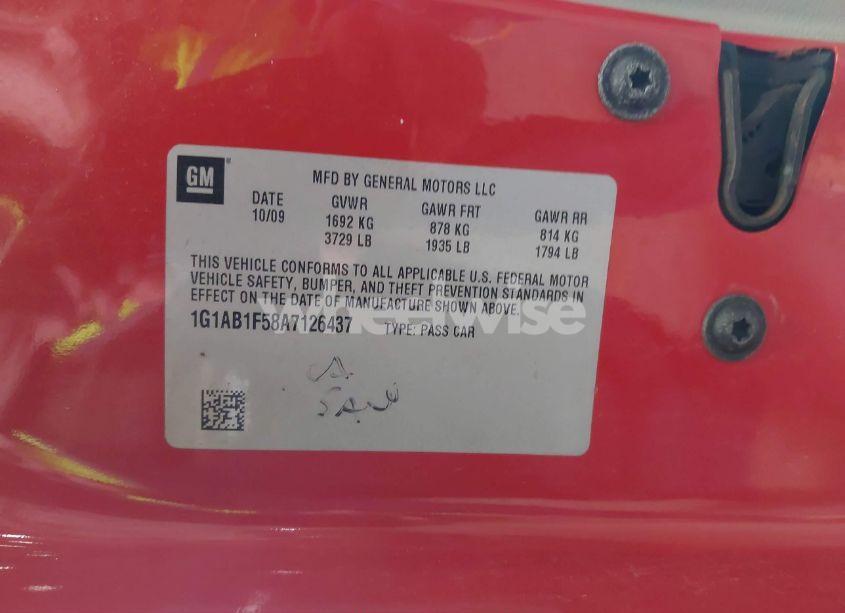 GM
MFD BY GENERAL MOTORS LLC
DATE GVWR GAWR FRT GAWR RR
10/09 1692 KG 878 KG 814 KG
3729 LB 1935 LB 1794 LB
THIS VEHICLE CONFORMS TO ALL APPLICABLE U.S. FEDERAL MOTOR
VEHICLE SAFETY, BUMPER, AND THEFT PREVENTION STANDARDS IN
EFFECT ON THE DATE OF MANUFACTURE SHOWN ABOVE.
1G1AB1F58A7126437 TYPE: PASS CAR
wheelwise